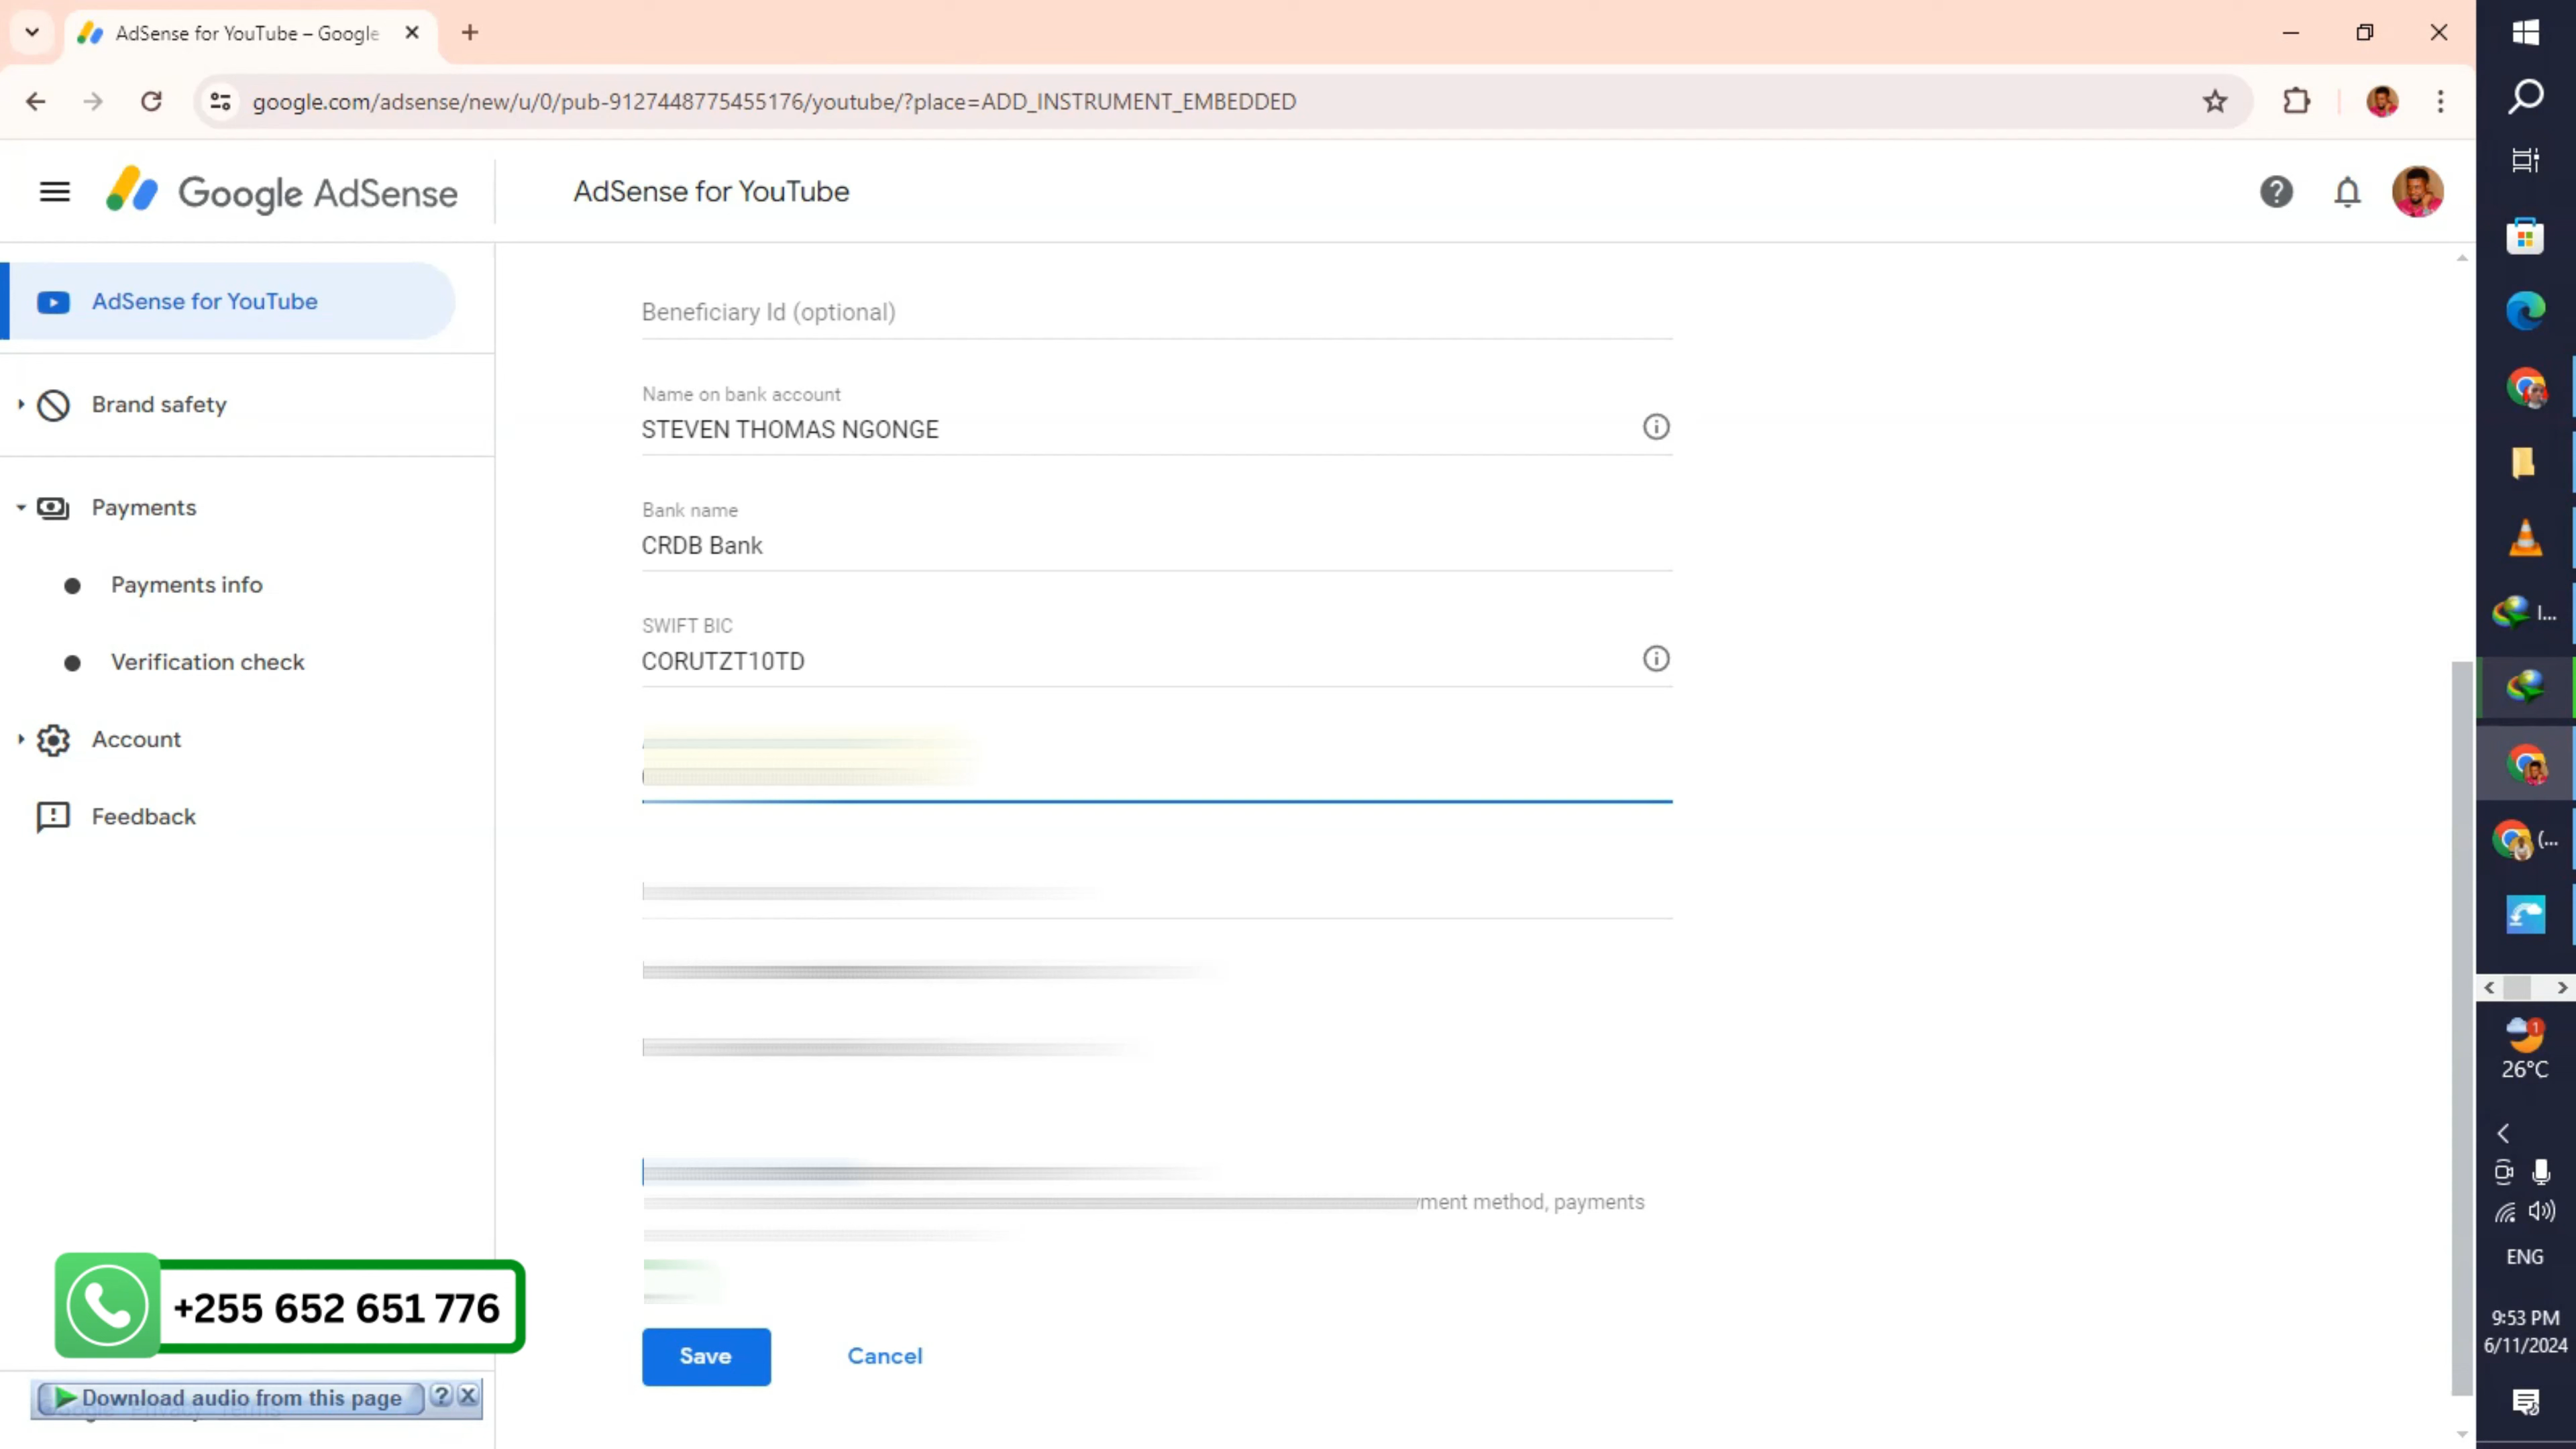 AdSense for YouTube – Google
google.com/adsense/new/u/0/pub-9127448775455176/youtube/?place=ADD_INSTRUMENT_EMBEDDED
Google AdSense
AdSense for YouTube
AdSense for YouTube
Brand safety
Payments
Payments info
Verification check
Account
Feedback
Beneficiary Id (optional)
Name on bank account
STEVEN THOMAS NGONGE
Bank name
CRDB Bank
SWIFT BIC
CORUTZT10TD
ment method, payments
Save
Cancel
+255 652 651 776
Download audio from this page
I...
(...
1
26°C
ENG
9:53 PM
6/11/2024